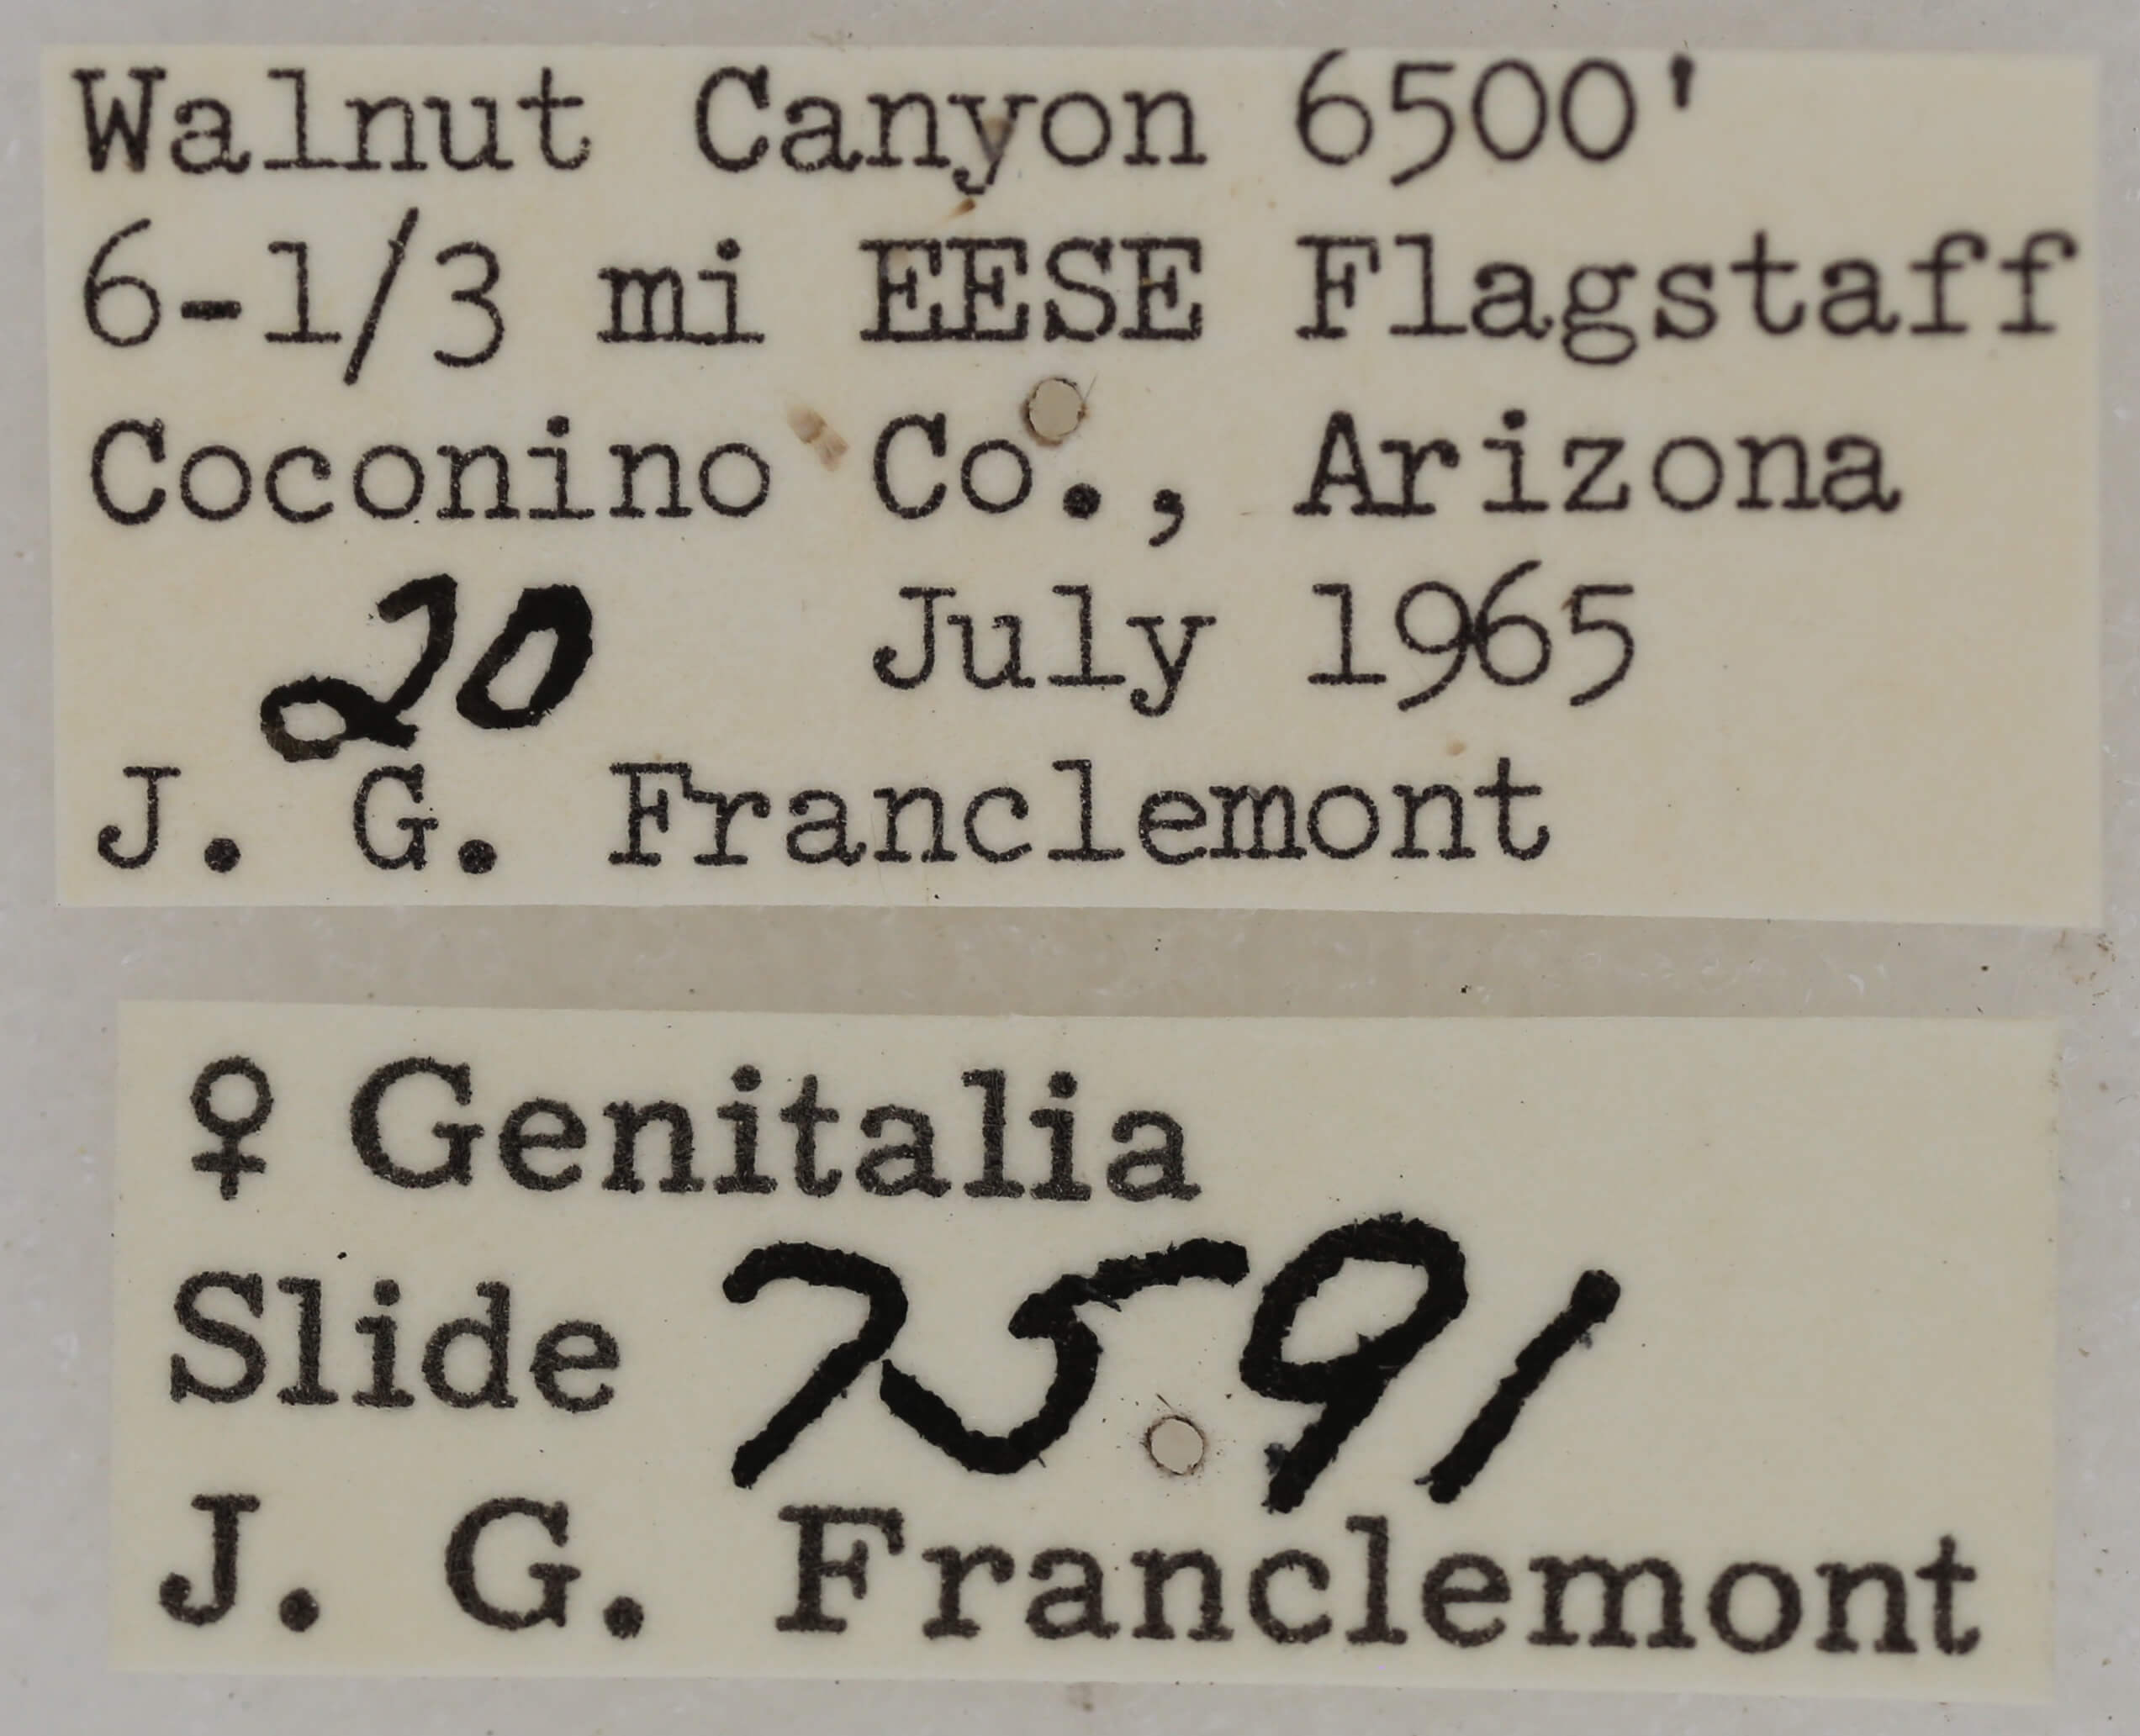 Walnut Canyon 6500'
6-1/3 mi EESE Flagstaff
Coconino Co., Arizona
20 July 1965
J. G. Franclemont
♀ Genitalia
Slide 7591
J. G. Franclemont